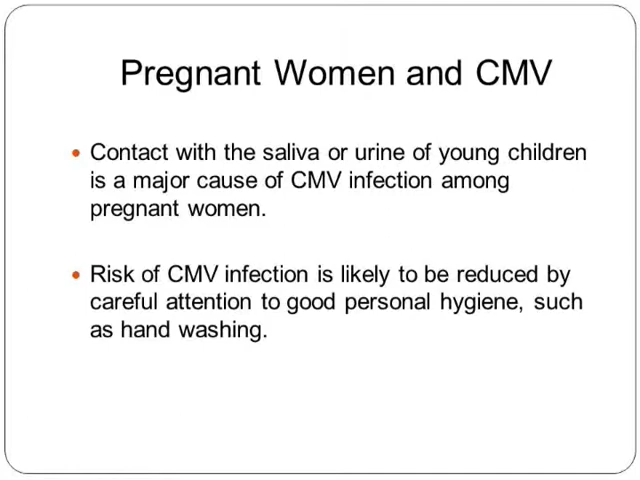 Pregnant Women and CMV
• Contact with the saliva or urine of young children
is a major cause of CMV infection among
pregnant women.
• Risk of CMV infection is likely to be reduced by
careful attention to good personal hygiene, such
as hand washing.